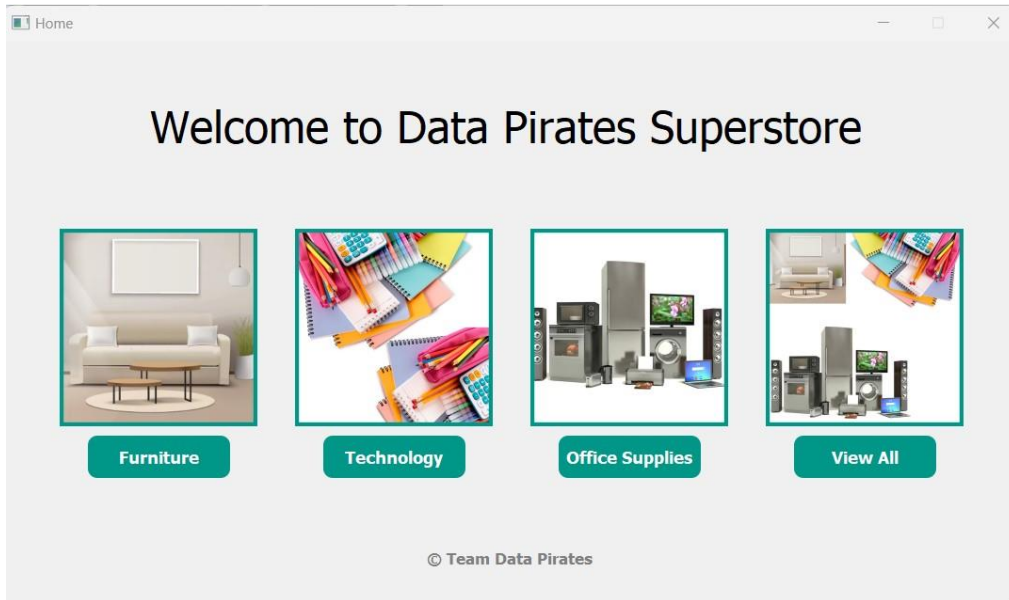 Home
Welcome to Data Pirates Superstore
Furniture
Technology
Office Supplies
View All
© Team Data Pirates